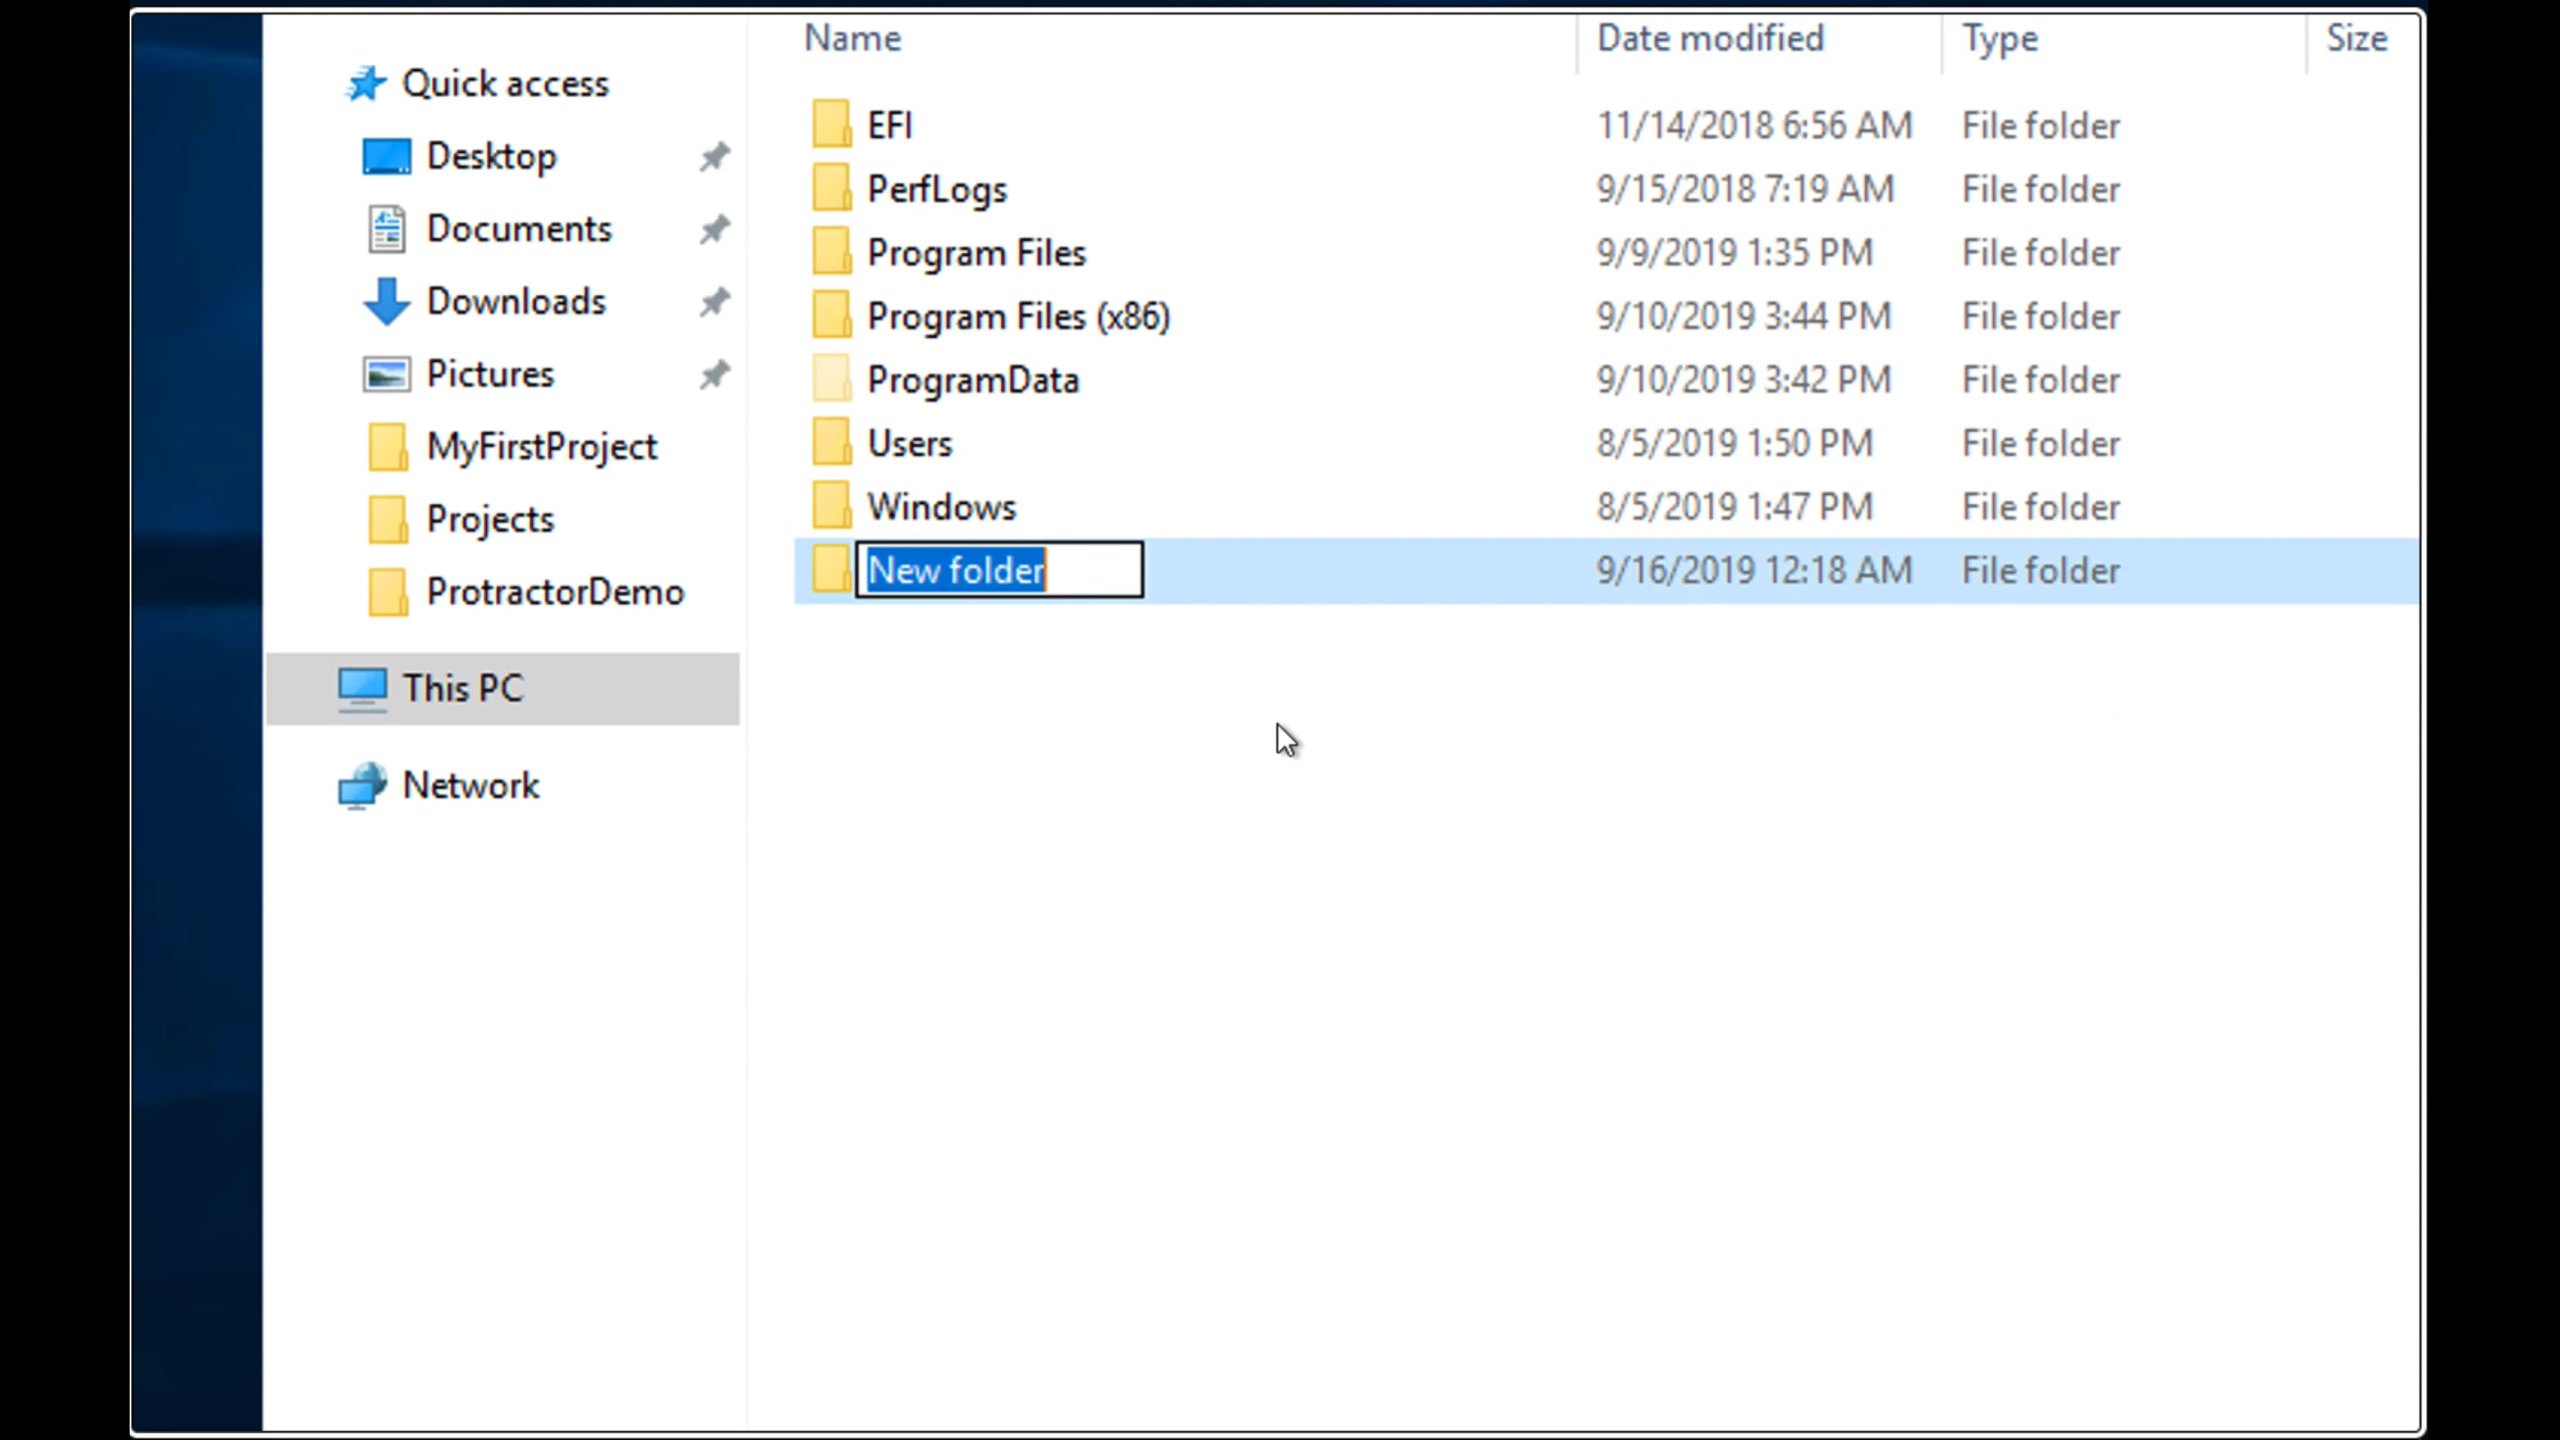 Name Date modified Type Size
Quick access
Desktop
Documents
Downloads
Pictures
MyFirstProject
Projects
ProtractorDemo
This PC
Network
EFI 11/14/2018 6:56 AM File folder
PerfLogs 9/15/2018 7:19 AM File folder
Program Files 9/9/2019 1:35 PM File folder
Program Files (x86) 9/10/2019 3:44 PM File folder
ProgramData 9/10/2019 3:42 PM File folder
Users 8/5/2019 1:50 PM File folder
Windows 8/5/2019 1:47 PM File folder
New folder 9/16/2019 12:18 AM File folder